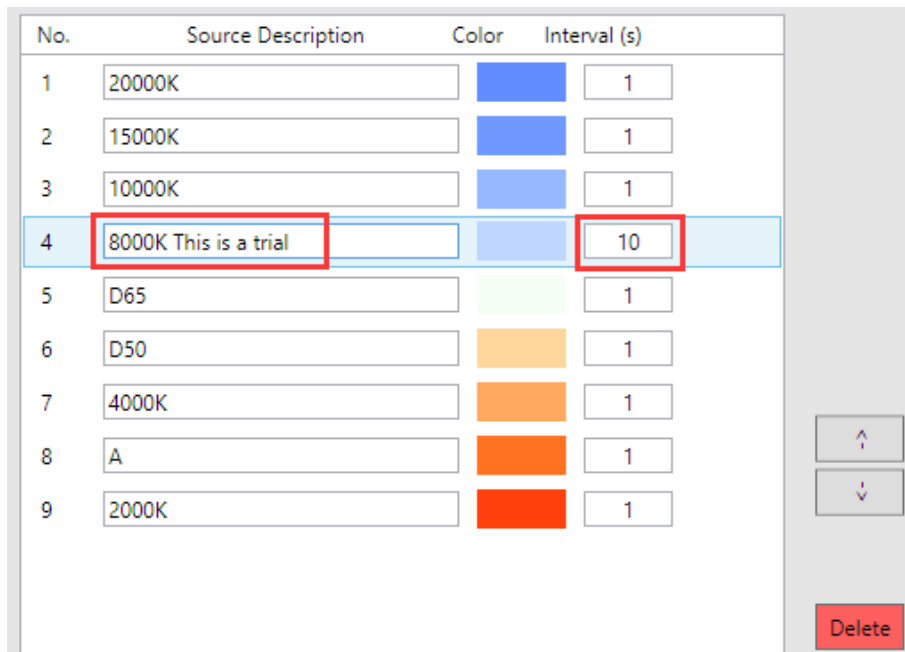 No. Source Description Color Interval (s)
1 20000K 1
2 15000K 1
3 10000K 1
4 8000K This is a trial 10
5 D65 1
6 D50 1
7 4000K 1
8 A 1
9 2000K 1
Delete